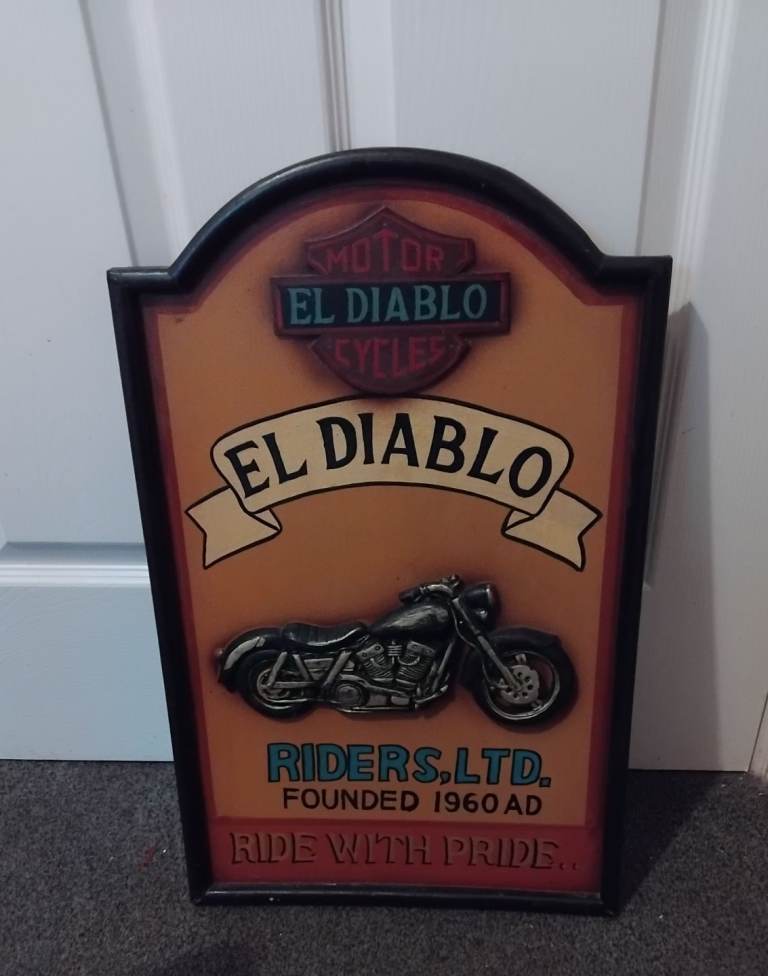 MOTOR
EL DIABLO
CYCLES
EL DIABLO
RIDERS, LTD.
FOUNDED 1960 AD
RIDE WITH PRIDE..